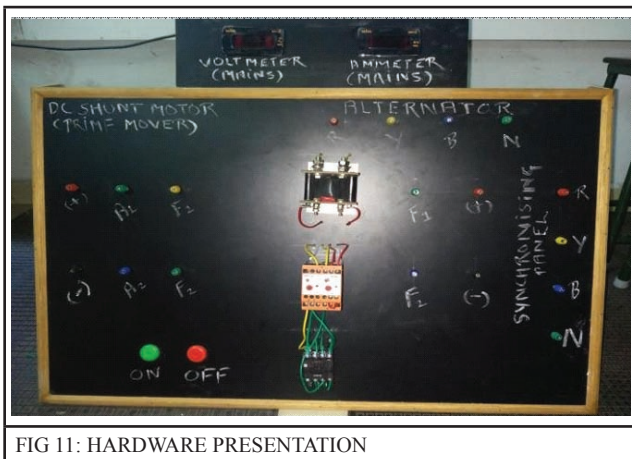 VOLTMETER
(MAINS)
AMMETER
(MAINS)
DC SHUNT MOTOR
(PRIME MOVER)
ALTERNATOR
R Y B N
(+) A1 F1
F1 (+)
A2 F2
F2 (-)
SYNCHRONISING
PANEL
R
Y
B
N
ON OFF
FIG 11: HARDWARE PRESENTATION